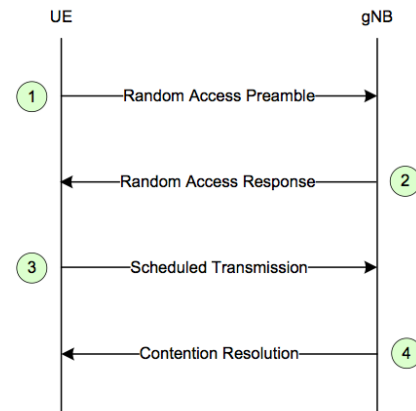 UE gNB
1 Random Access Preamble
Random Access Response 2
3 Scheduled Transmission
Contention Resolution 4